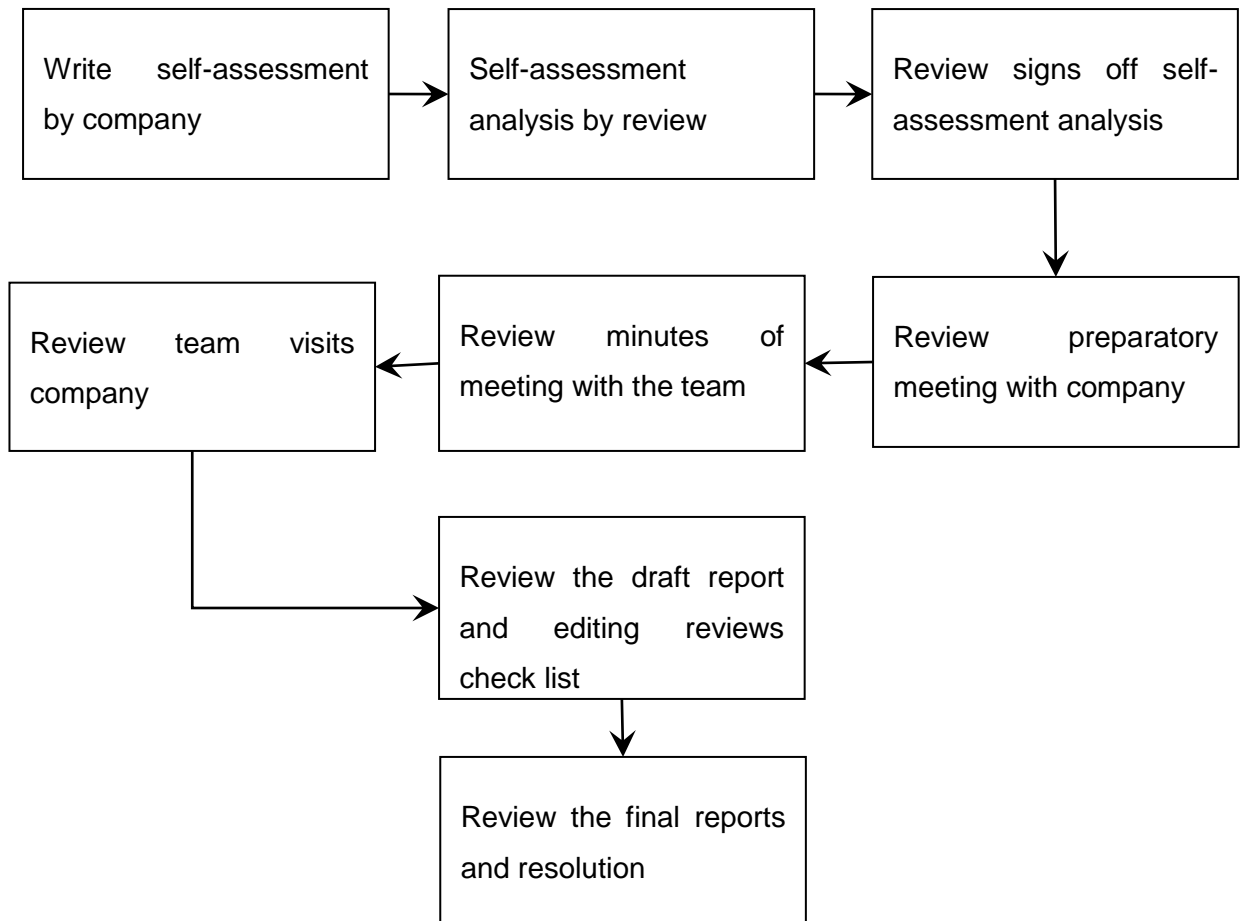 Write self-assessment
by company
Self-assessment
analysis by review
Review signs off self-
assessment analysis
Review preparatory
meeting with company
Review minutes of
meeting with the team
Review team visits
company
Review the draft report
and editing reviews
check list
Review the final reports
and resolution